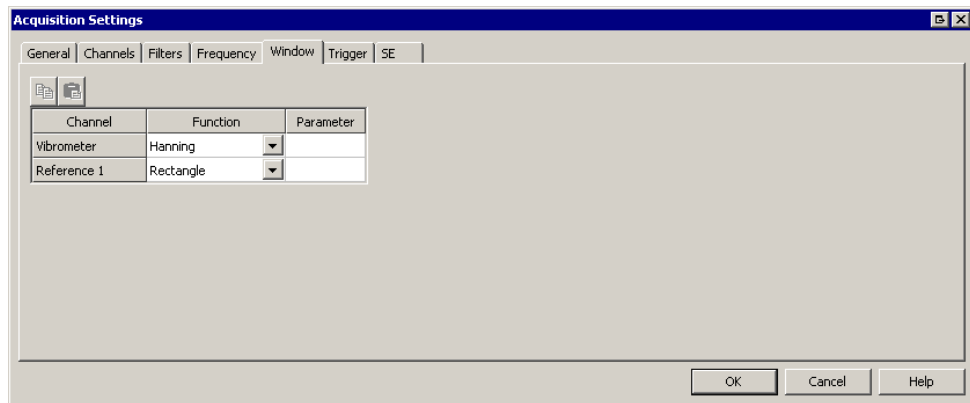 Acquisition Settings
General Channels Filters Frequency Window Trigger SE
Channel Function Parameter
Vibrometer Hanning
Reference 1 Rectangle
OK Cancel Help